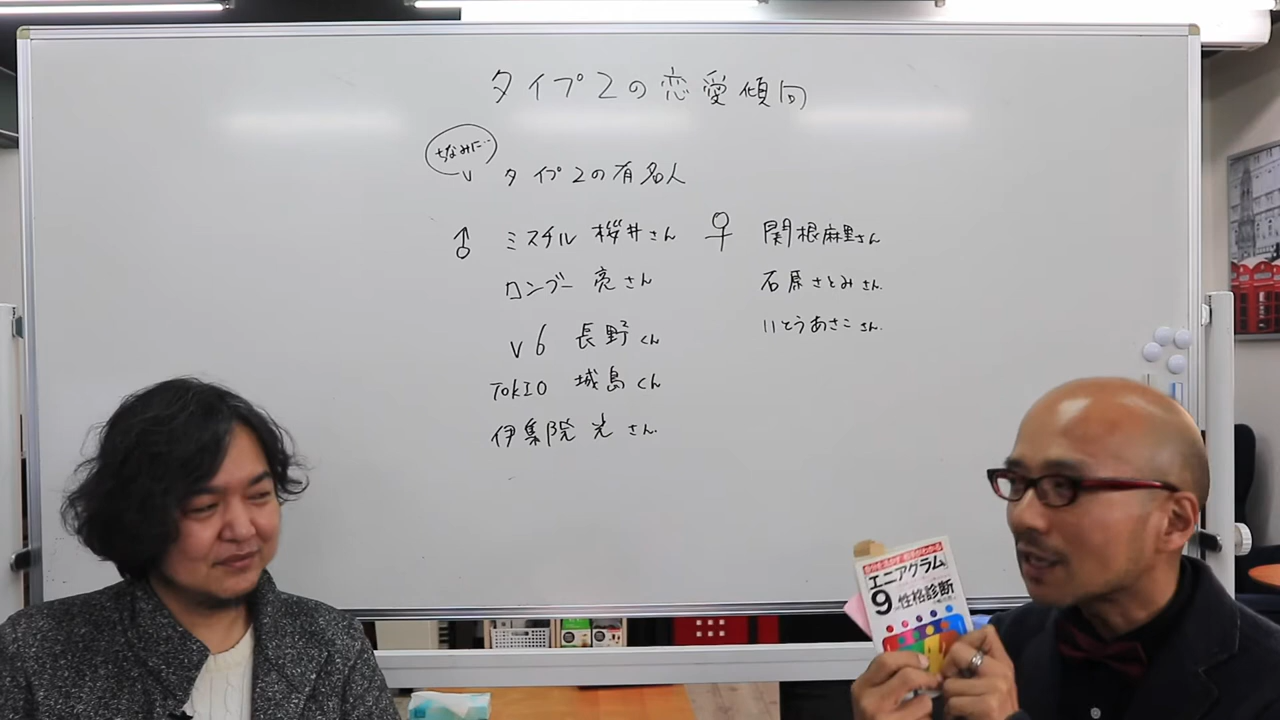 タイプ2の恋愛傾向
ちなみに…
タイプ2の有名人
♂ ミスチル 桜井さん
カンブー 亮さん
V6 長野くん
TOKIO 城島くん
伊集院 光さん.
♀ 関根麻里さん
石原さとみさん.
いとうあさこさん.
エニアグラム
9 性格診断